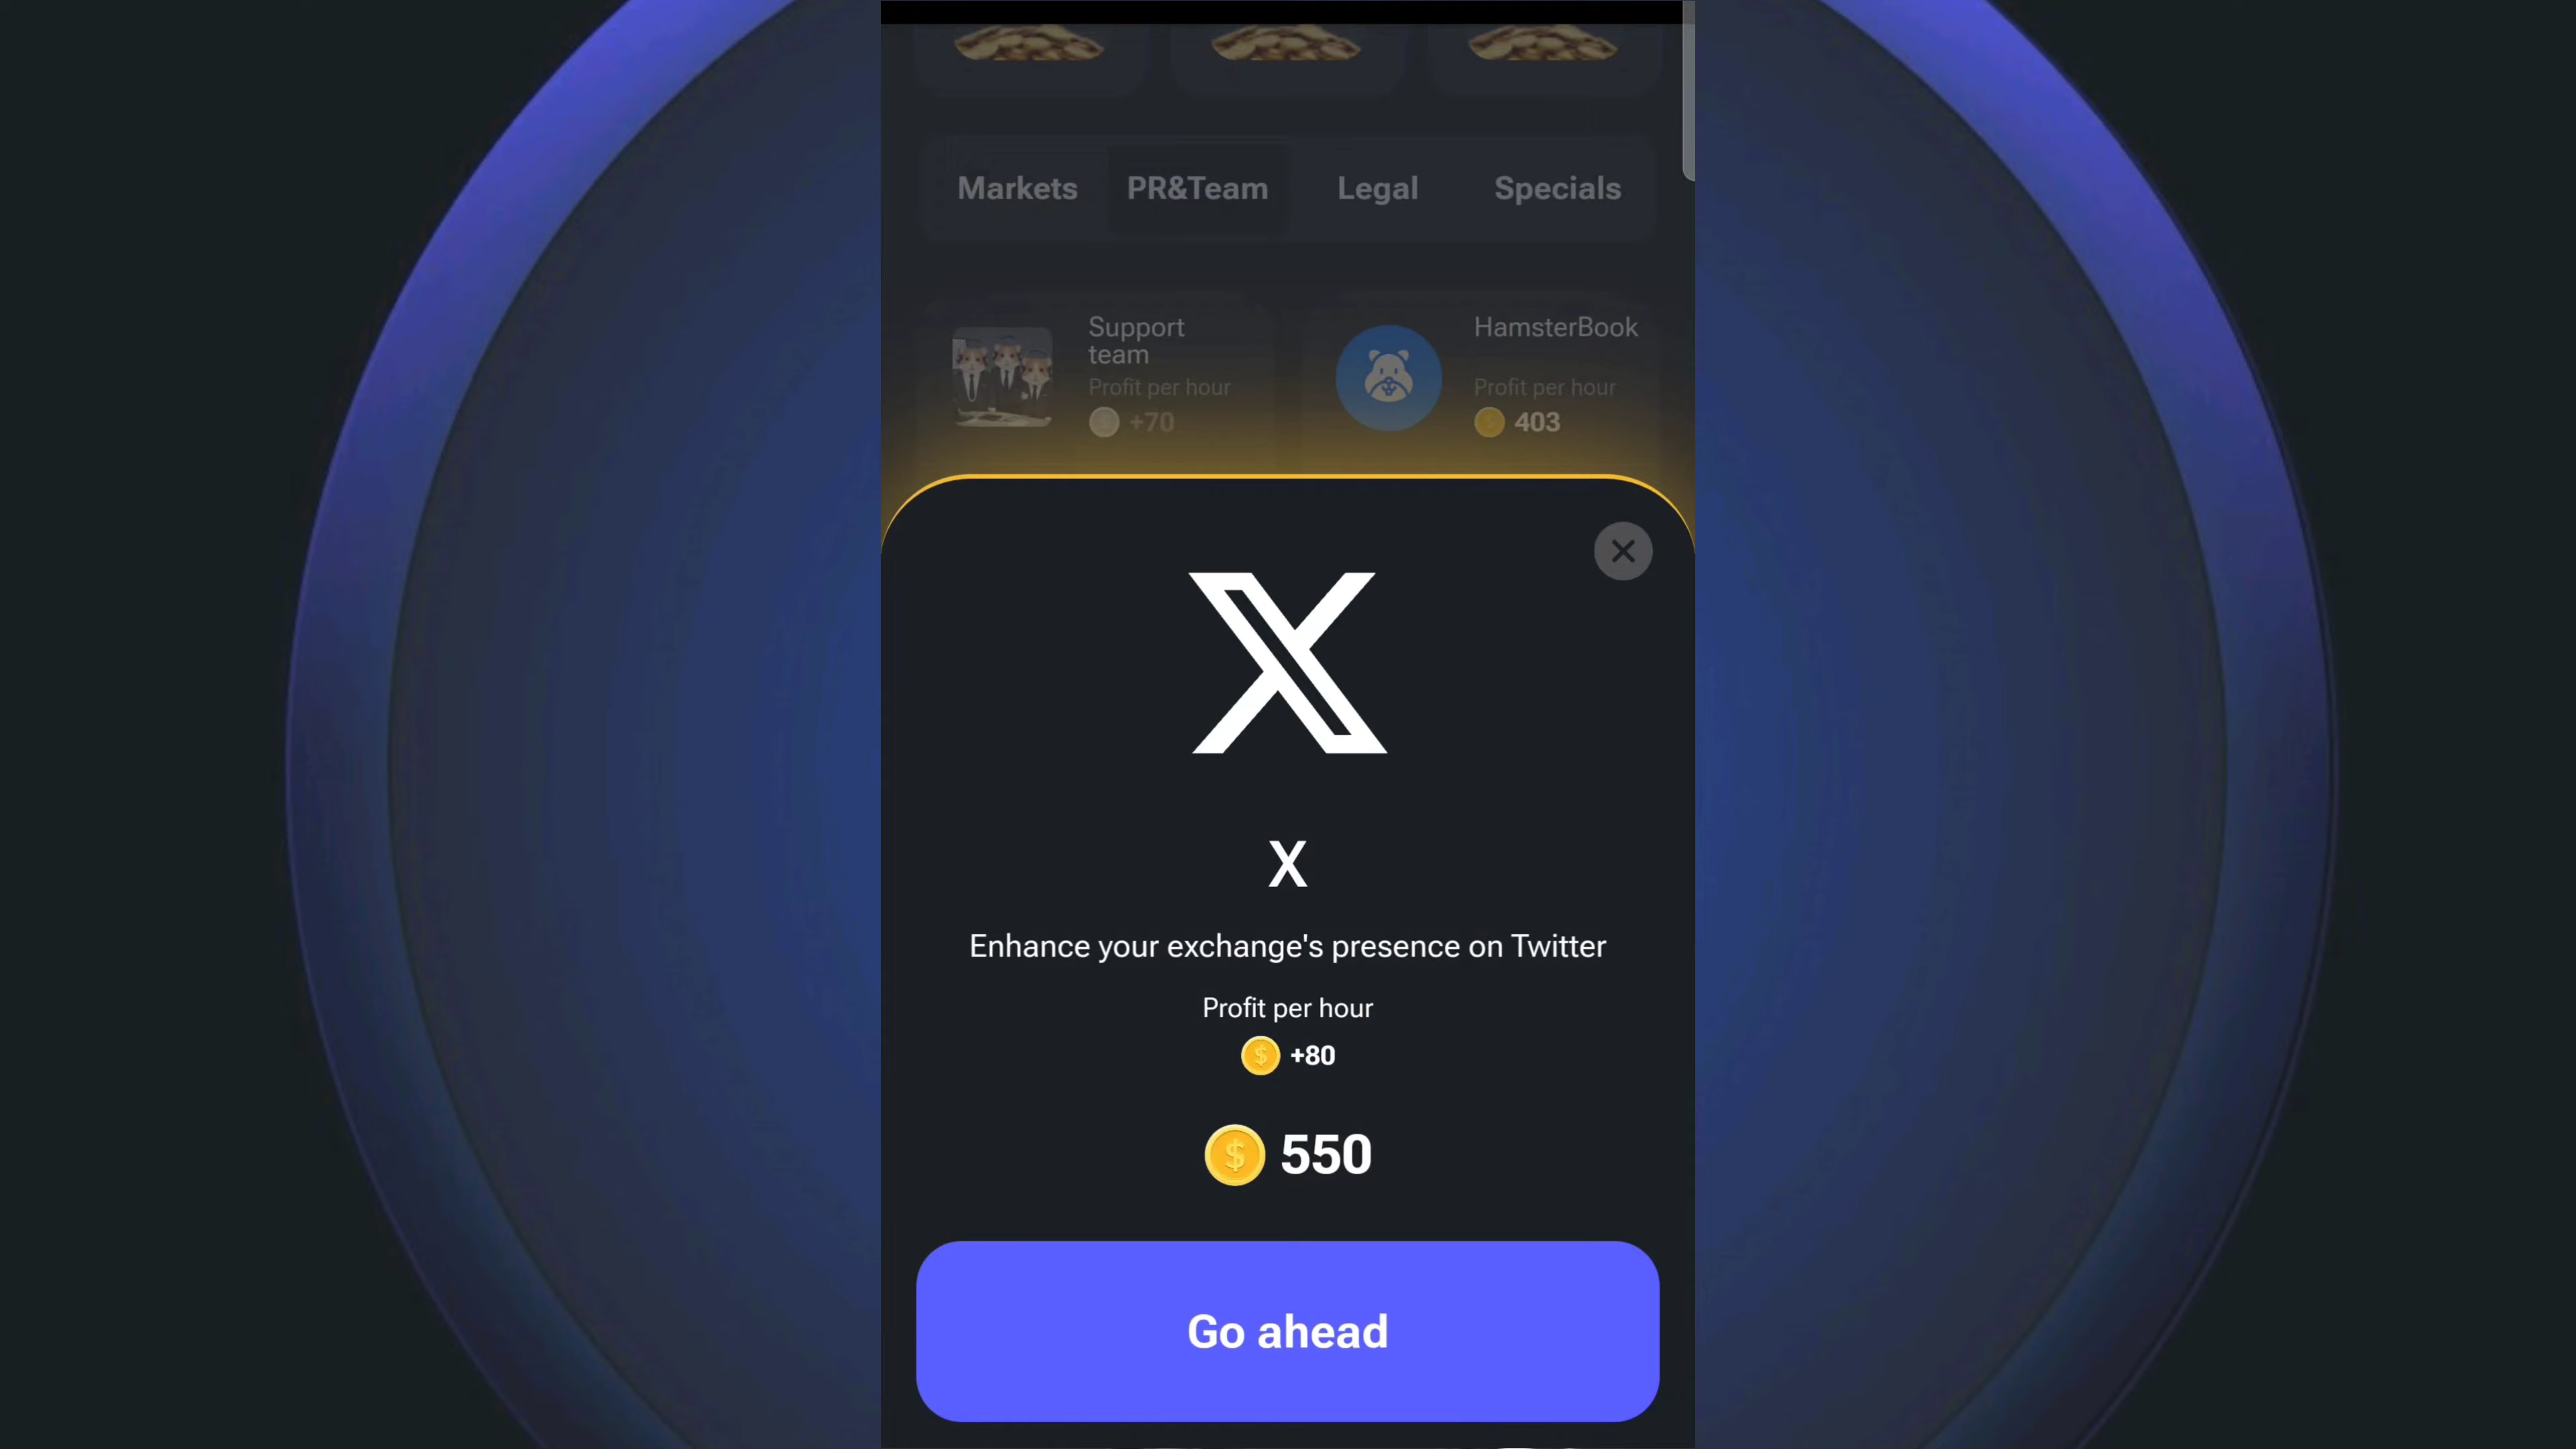 Markets PR&Team Legal Specials
Support
team
Profit per hour
+70
HamsterBook
Profit per hour
403
X
Enhance your exchange's presence on Twitter
Profit per hour
+80
550
Go ahead